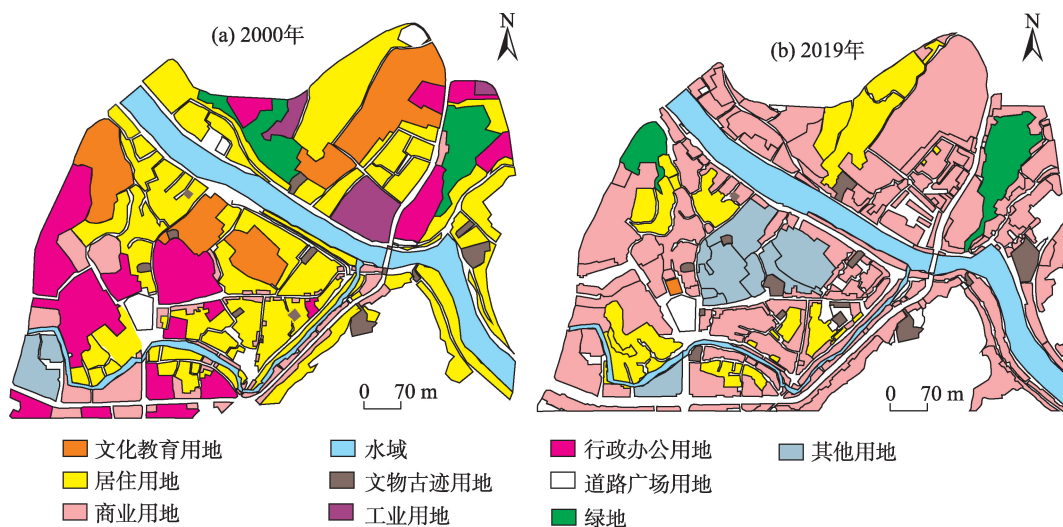 (a) 2000年
N
(b) 2019年
N
0 70 m
0 70 m
文化教育用地
水域
行政办公用地
其他用地
居住用地
文物古迹用地
道路广场用地
商业用地
工业用地
绿地